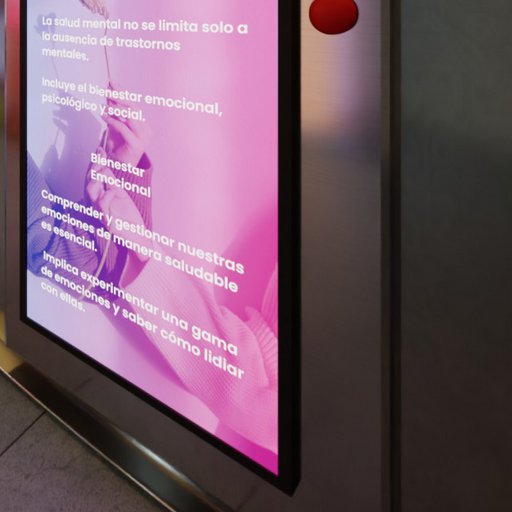 La salud mental no se limita solo a
la ausencia de trastornos
mentales.
Incluye el bienestar emocional,
psicológico y social.
Bienestar
Emocional
Comprender y gestionar nuestras
emociones de manera saludable
es esencial.
Implica experimentar una gama
de emociones y saber cómo lidiar
con ellas.